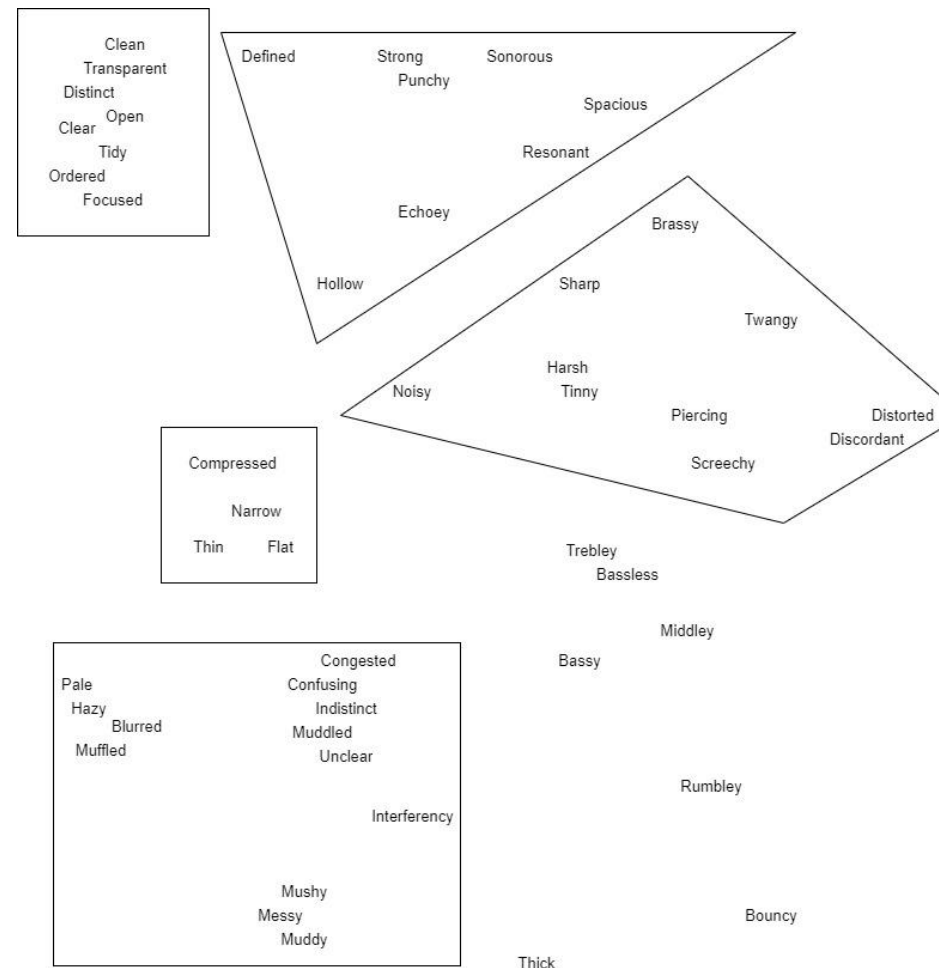 Clean
Transparent
Distinct
Open
Clear
Tidy
Ordered
Focused
Defined
Strong
Sonorous
Punchy
Spacious
Resonant
Echoey
Hollow
Brassy
Sharp
Twangy
Harsh
Noisy
Tinny
Piercing
Distorted
Discordant
Screechy
Compressed
Narrow
Thin
Flat
Trebley
Bassless
Middley
Bassy
Congested
Pale
Confusing
Hazy
Indistinct
Blurred
Muddled
Muffled
Unclear
Interferency
Mushy
Messy
Muddy
Rumbley
Bouncy
Thick